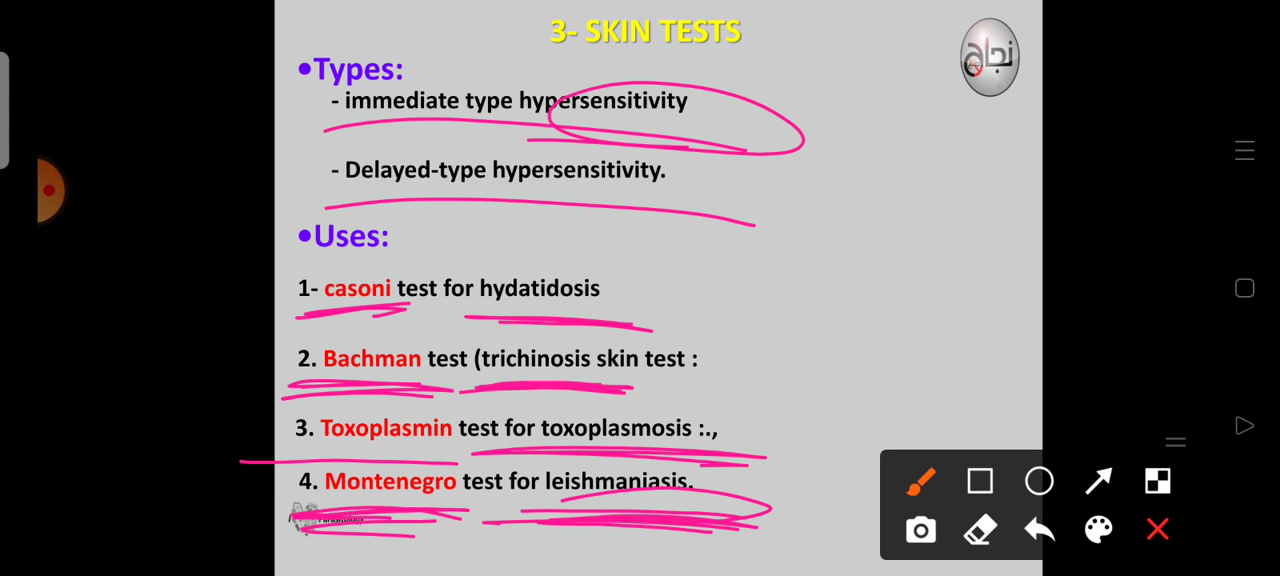 3- SKIN TESTS
•Types:
- immediate type hypersensitivity
- Delayed-type hypersensitivity.
•Uses:
1- casoni test for hydatidosis
2. Bachman test (trichinosis skin test :
3. Toxoplasmin test for toxoplasmosis :.,
4. Montenegro test for leishmaniasis.